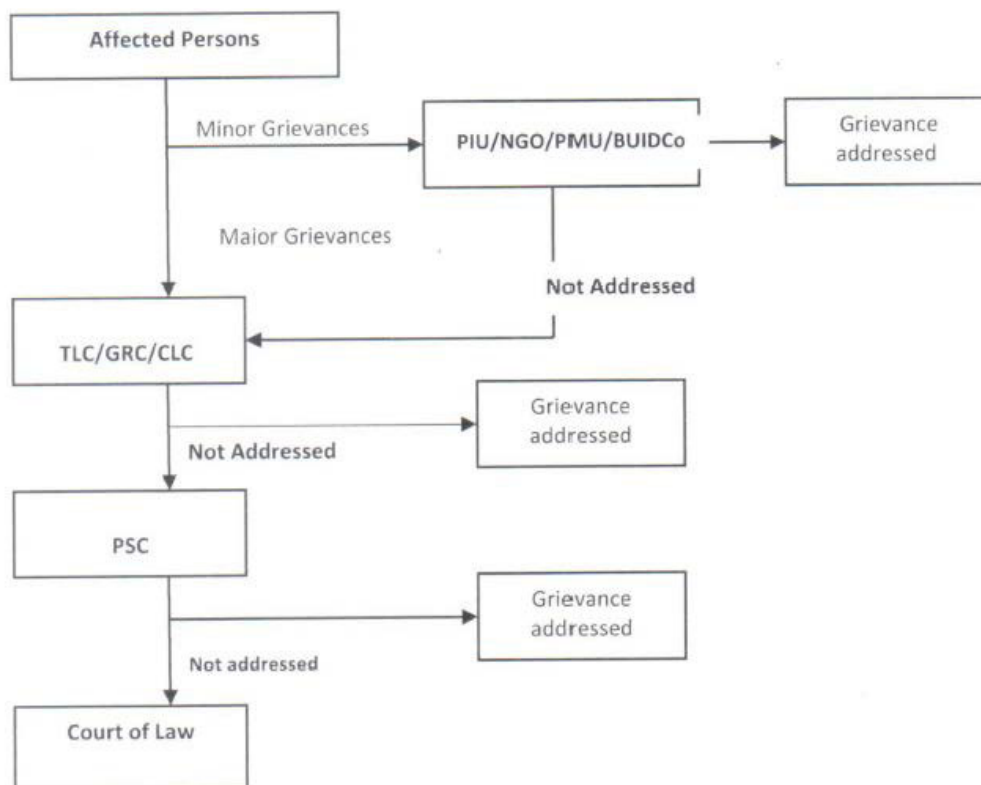 Affected Persons
Minor Grievances
PIU/NGO/PMU/BUIDCo
Grievance
addressed
Maior Grievances
Not Addressed
TLC/GRC/CLC
Grievance
addressed
Not Addressed
PSC
Grievance
addressed
Not addressed
Court of Law